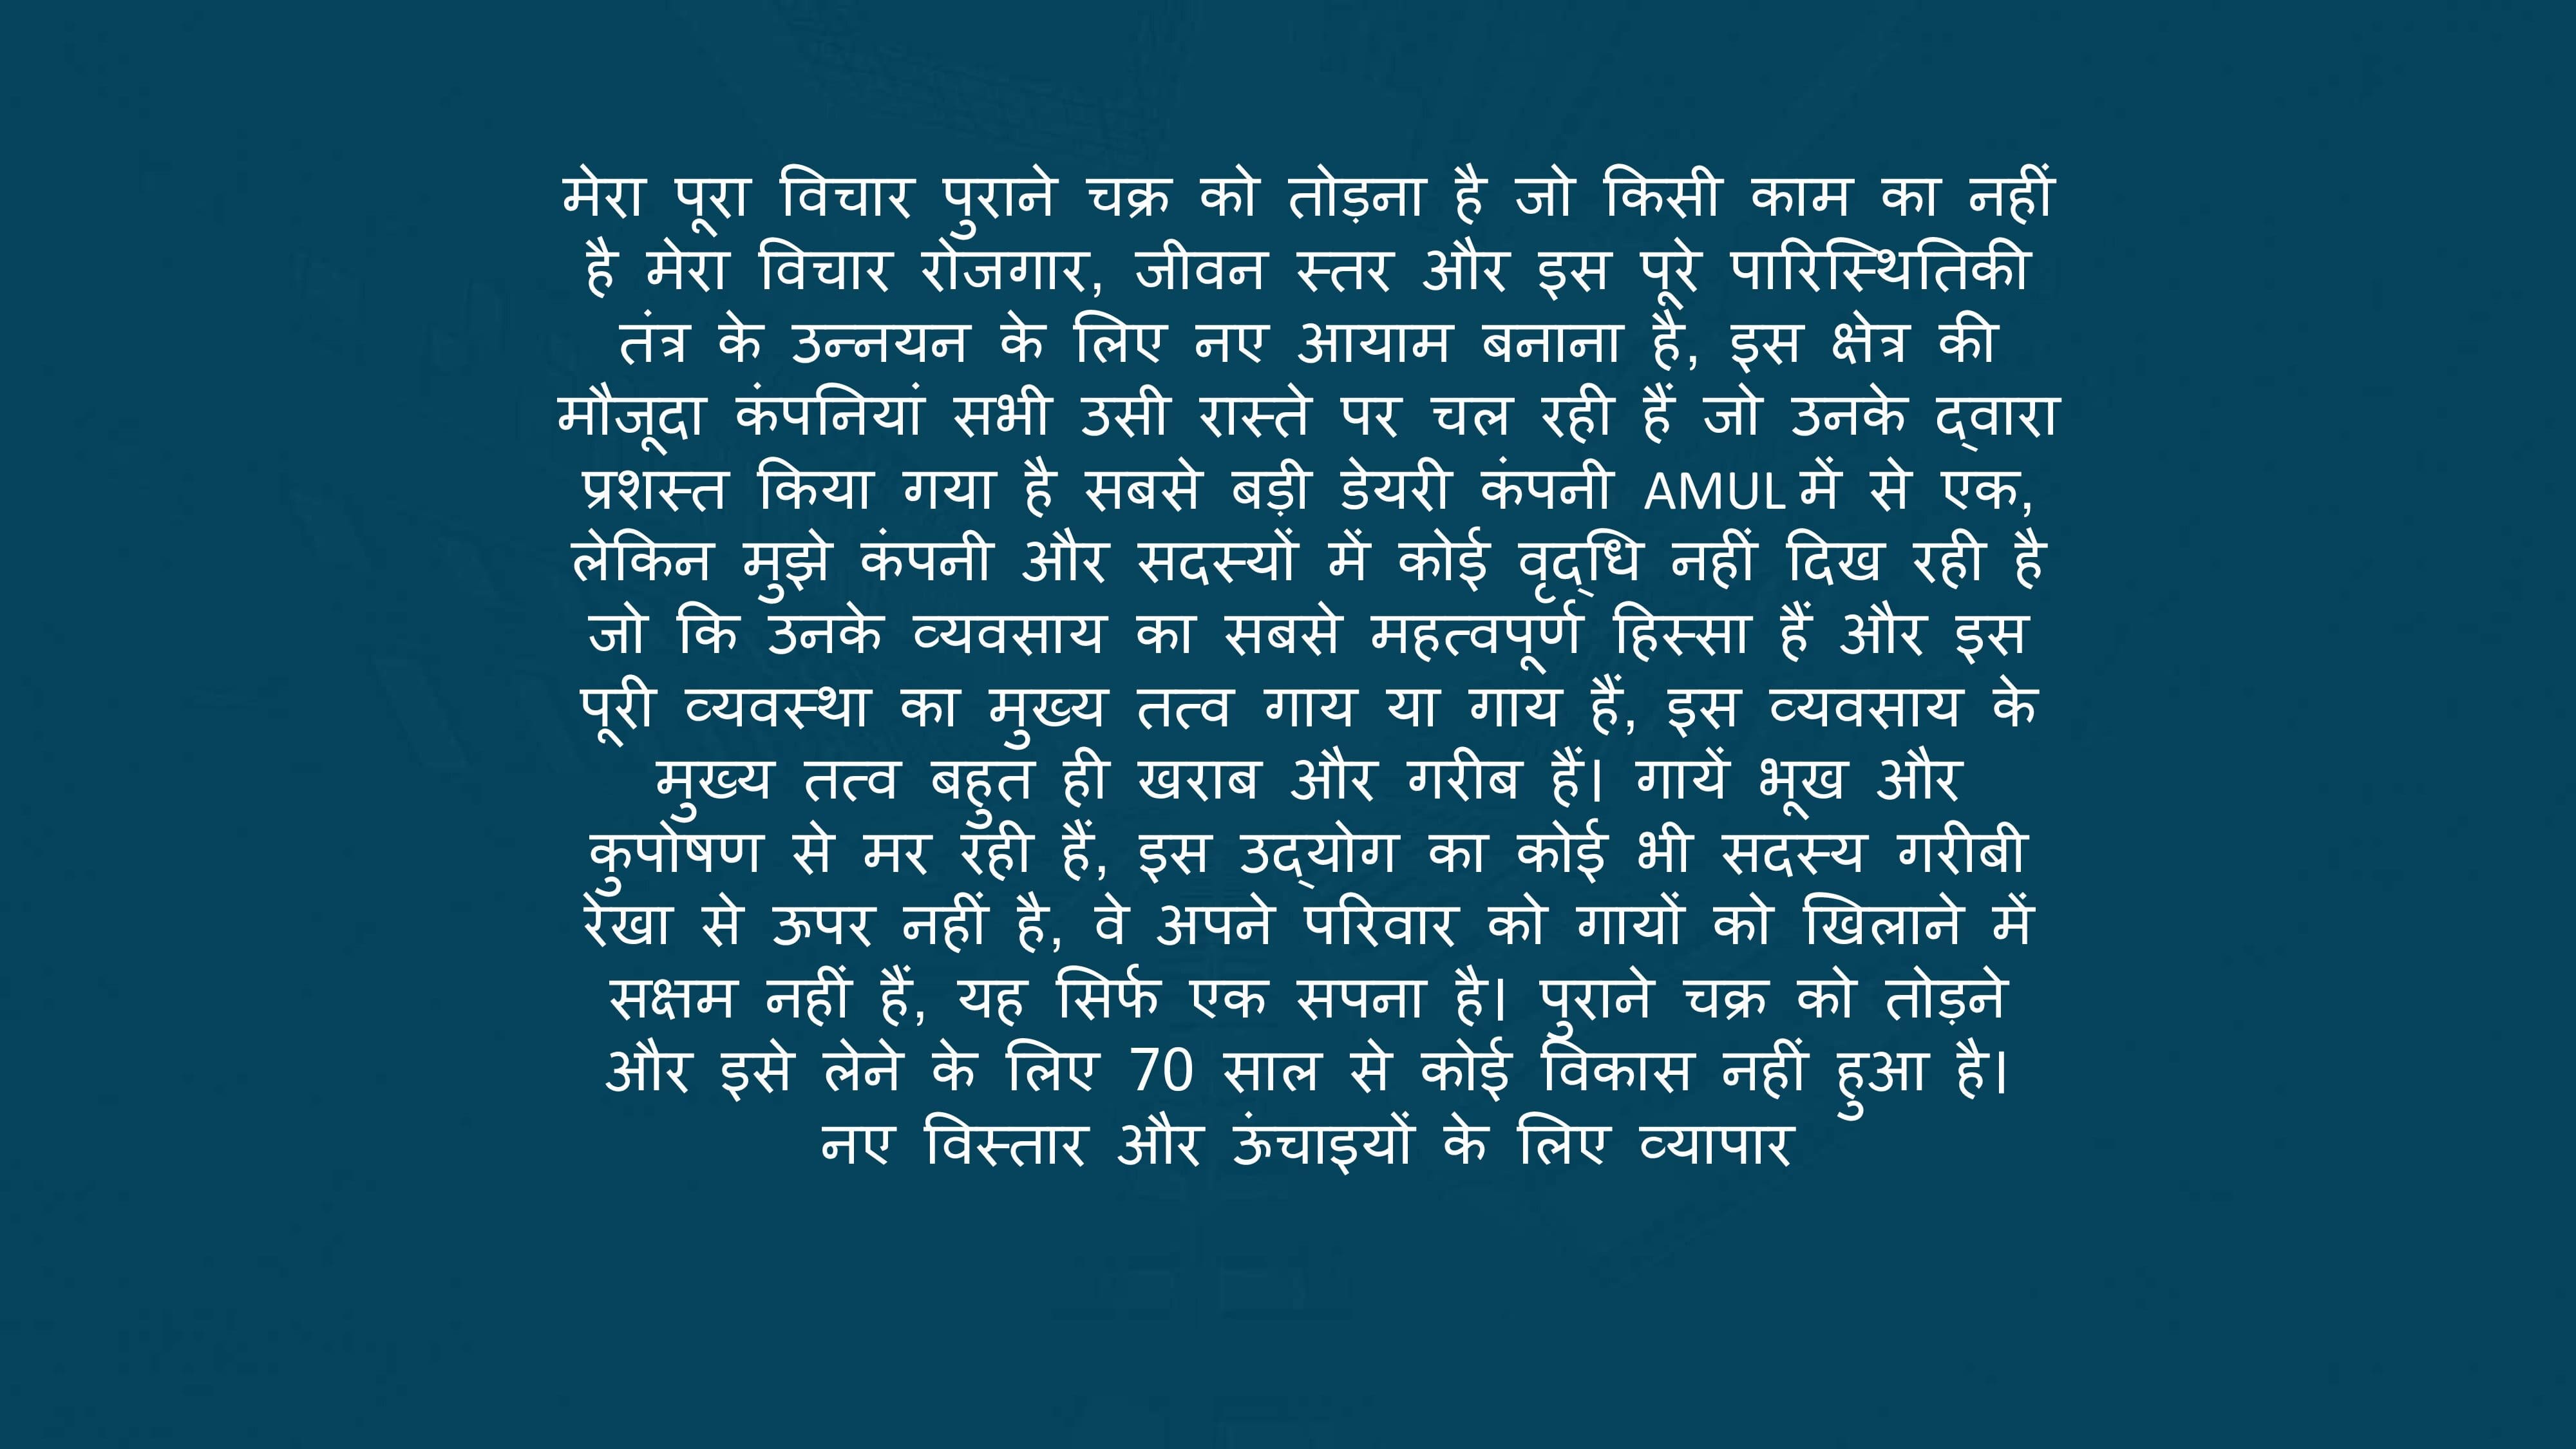 मेरा पूरा विचार पुराने चक्र को तोड़ना है जो किसी काम का नहीं
है मेरा विचार रोजगार, जीवन स्तर और इस पूरे पारिस्थितिकी
तंत्र के उन्नयन के लिए नए आयाम बनाना है, इस क्षेत्र की
मौजूदा कंपनियां सभी उसी रास्ते पर चल रही हैं जो उनके द्वारा
प्रशस्त किया गया है सबसे बड़ी डेयरी कंपनी AMUL में से एक,
लेकिन मुझे कंपनी और सदस्यों में कोई वृद्धि नहीं दिख रही है
जो कि उनके व्यवसाय का सबसे महत्वपूर्ण हिस्सा हैं और इस
पूरी व्यवस्था का मुख्य तत्व गाय या गाय हैं, इस व्यवसाय के
मुख्य तत्व बहुत ही खराब और गरीब हैं। गायें भूख और
कुपोषण से मर रही हैं, इस उद्योग का कोई भी सदस्य गरीबी
रेखा से ऊपर नहीं है, वे अपने परिवार को गायों को खिलाने में
सक्षम नहीं हैं, यह सिर्फ एक सपना है। पुराने चक्र को तोड़ने
और इसे लेने के लिए 70 साल से कोई विकास नहीं हुआ है।
नए विस्तार और ऊंचाइयों के लिए व्यापार